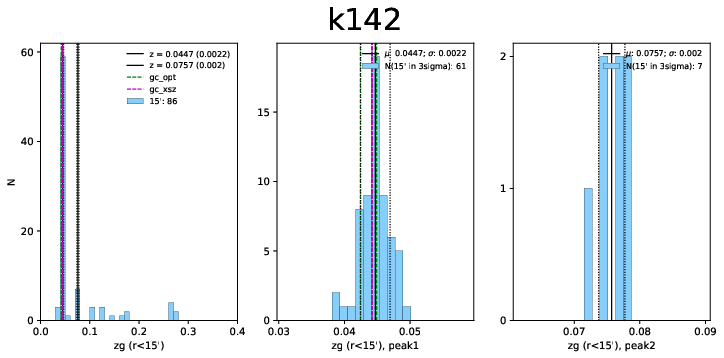 k142
z = 0.0447 (0.0022)
z = 0.0757 (0.002)
gc_opt
gc_xsz
15': 86
N
0
20
40
60
0.0
0.1
0.2
0.3
0.4
zg (r<15')
μ: 0.0447; σ: 0.0022
N(15' in 3sigma): 61
0
5
10
15
0.03
0.04
0.05
zg (r<15'), peak1
μ: 0.0757; σ: 0.002
N(15' in 3sigma): 7
0
1
2
0.07
0.08
0.09
zg (r<15'), peak2